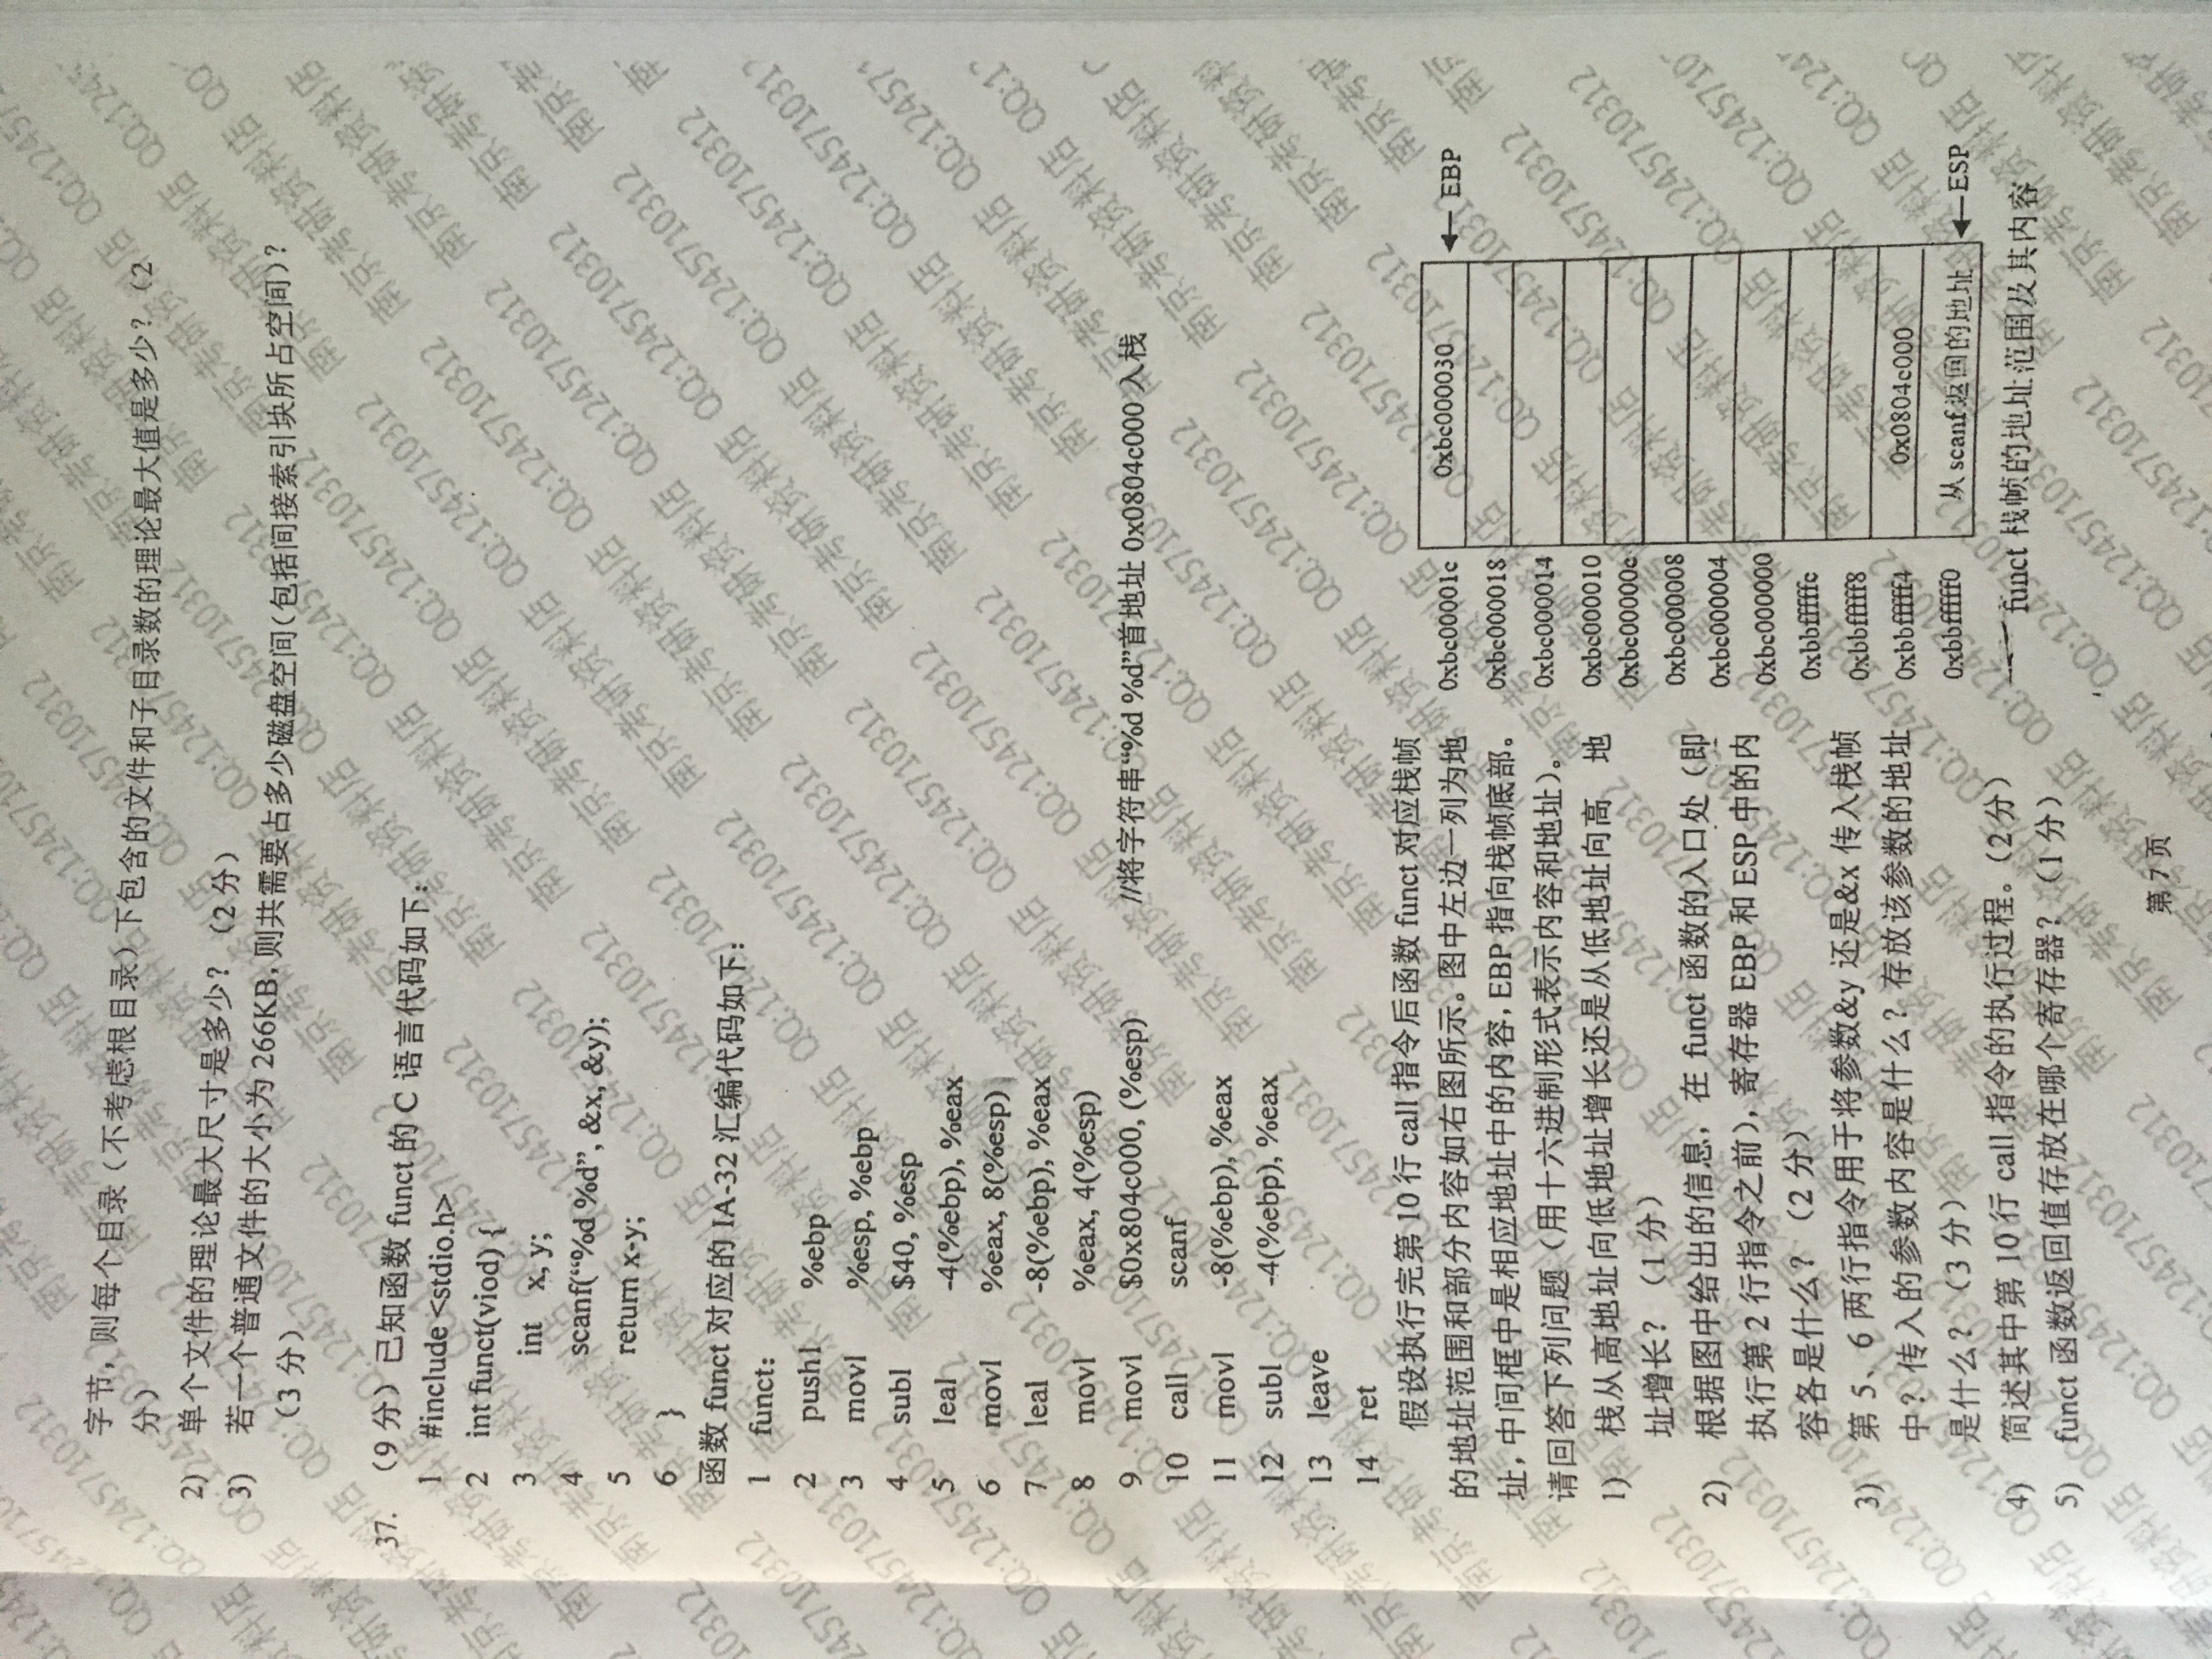 字节，则每个目录（不考虑根目录）下包含的文件和子目录数的理论最大值是多少？（2
分）
2) 单个文件的理论最大尺寸是多少？（2 分）
3) 若一个普通文件的大小为 266KB，则共需要占多少磁盘空间（包括间接索引块所占空间）？
（3 分）
37. （9 分）已知函数 funct 的 C 语言代码如下：
1 #include <stdio.h>
2 int funct(viod) {
3 int x, y;
4 scanf(“%d %d”, &x, &y);
5 return x-y;
6 }
函数 funct 对应的 IA-32 汇编代码如下：
1 funct：
2 pushl %ebp
3 movl %esp, %ebp
4 subl $40, %esp
5 leal -4(%ebp), %eax
6 movl %eax, 8(%esp)
7 leal -8(%ebp), %eax
8 movl %eax, 4(%esp)
9 movl $0x804c000, (%esp) //将字符串“%d %d”首地址 0x0804c000 入栈
10 call scanf
11 movl -8(%ebp), %eax
12 subl -4(%ebp), %eax
13 leave
14 ret
假设执行完第 10 行 call 指令后函数 funct 对应栈帧
的地址范围和部分内容如右图所示。图中左边一列为地
址，中间框中是相应地址中的内容，EBP 指向栈帧底部。
请回答下列问题（用十六进制形式表示内容和地址）。
1) 栈从高地址向低地址增长还是从低地址向高 地
址增长？（1 分）
2) 根据图中给出的信息，在 funct 函数的入口处（即
执行第 2 行指令之前），寄存器 EBP 和 ESP 中的内
容各是什么？（2 分）
3) 第 5、6 两行指令用于将参数&y 还是&x 传入栈帧
中？传入的参数内容是什么？存放该参数的地址
是什么？（3 分）
4) 简述其中第 10 行 call 指令的执行过程。（2 分）
5) funct 函数返回值存放在哪个寄存器？（1 分）
0xbc00001c 0xbc000030 EBP
0xbc000018
0xbc000014
0xbc000010
0xbc00000c
0xbc000008
0xbc000004
0xbc000000
0xbbfffffc
0xbbfffff8
0xbbfffff4 0x0804c000
0xbbfffff0 从 scanf 返回的地址 ESP
funct 栈帧的地址范围及其内容
第 7 页
南京考研资料店 QQ:1245710312